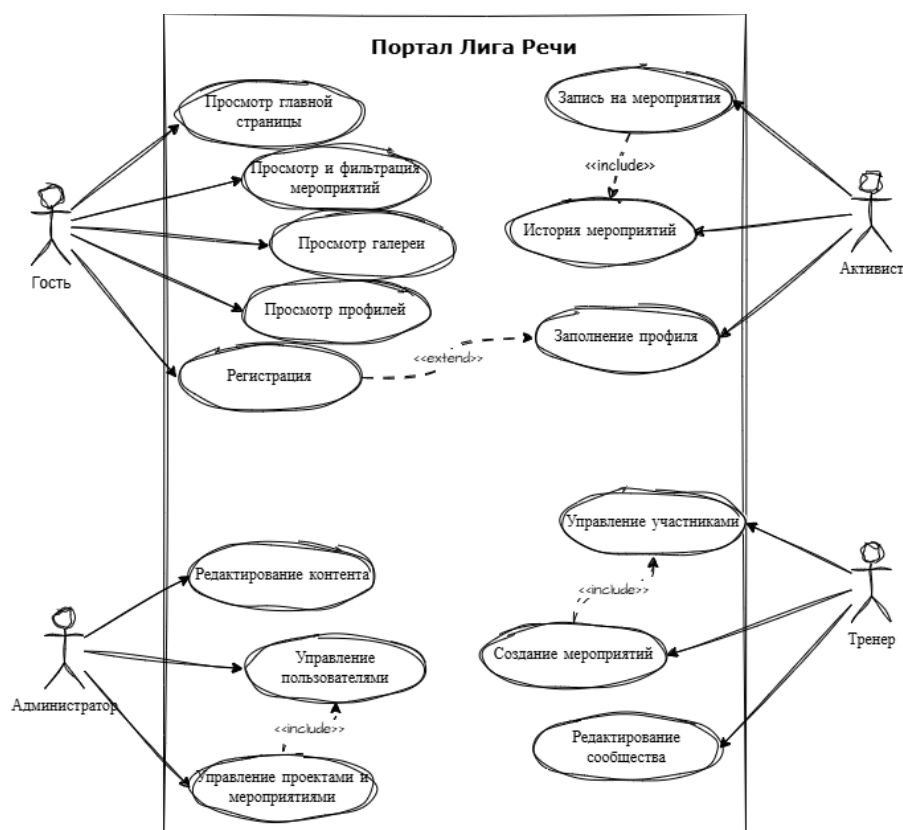 Портал Лига Речи
Просмотр главной
страницы
Запись на мероприятия
Просмотр и фильтрация
мероприятий
<<include>>
Просмотр галереи
История мероприятий
Гость
Активист
Просмотр профилей
Заполнение профиля
<<extend>>
Регистрация
Управление участниками
Редактирование контента
<<include>>
Тренер
Создание мероприятий
Управление
пользователями
Администратор
<<include>>
Редактирование
сообщества
Управление проектами и
мероприятиями